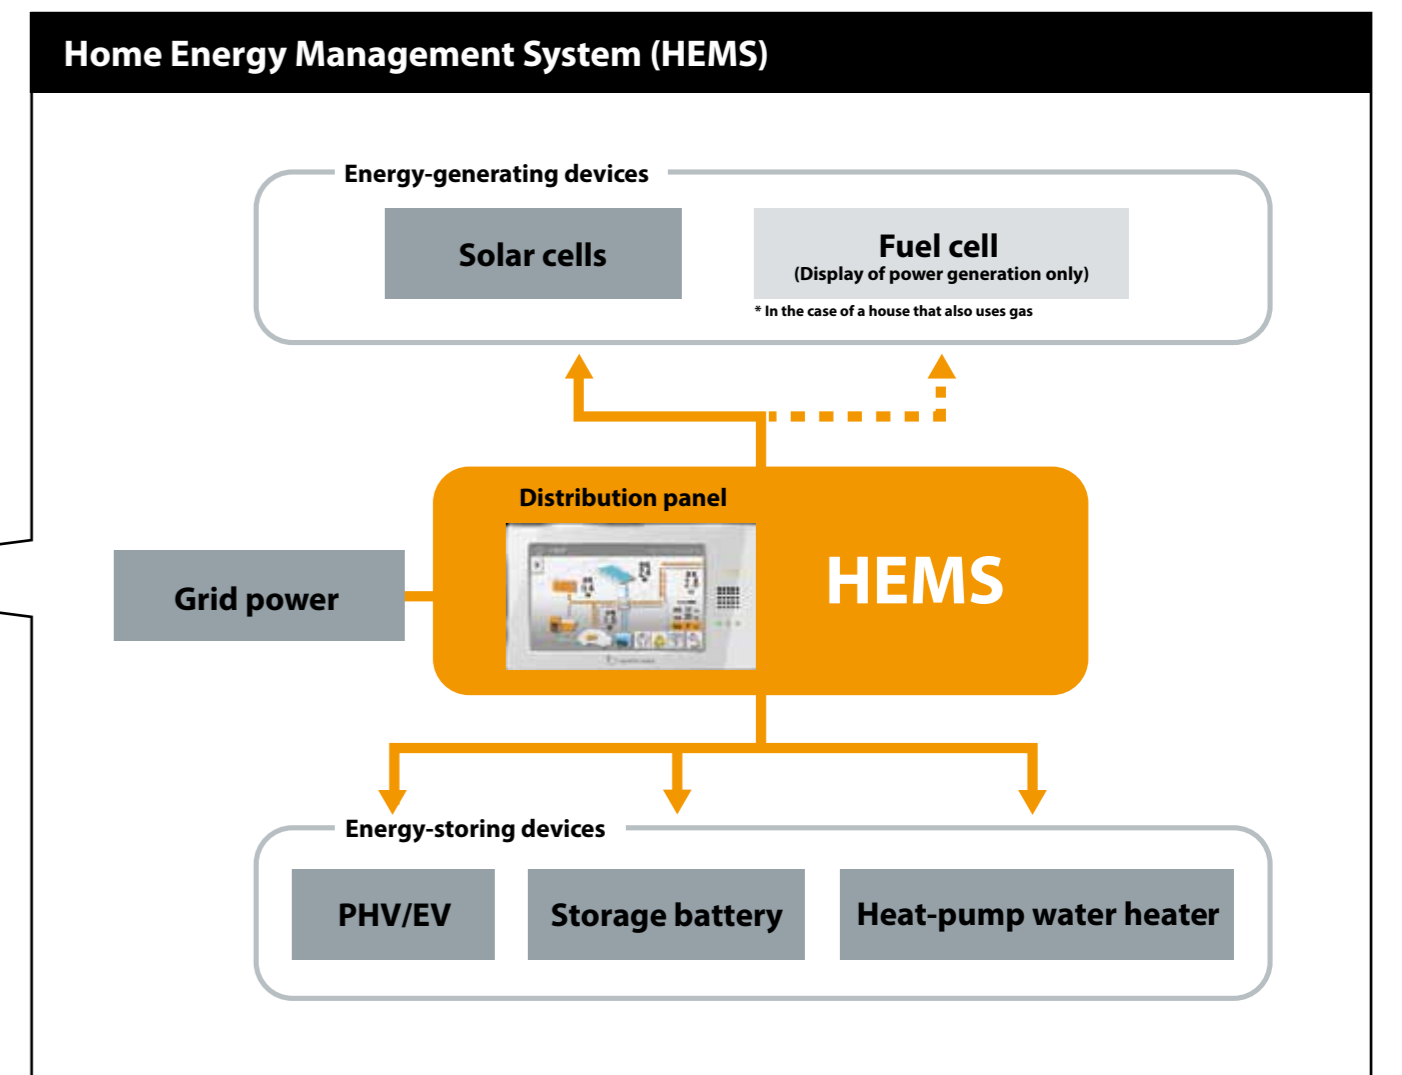 Home Energy Management System (HEMS)
Energy-generating devices
Solar cells
Fuel cell
(Display of power generation only)
* In the case of a house that also uses gas
Distribution panel
HEMS
Grid power
Energy-storing devices
PHV/EV
Storage battery
Heat-pump water heater